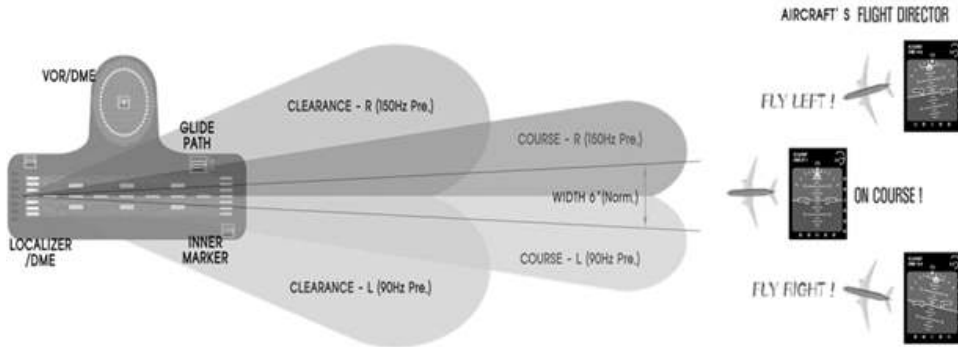 AIRCRAFT' S FLIGHT DIRECTOR
VOR/DME
CLEARANCE - R (150Hz Pre.)
FLY LEFT !
GLIDE
PATH
COURSE - R (150Hz Pre.)
WIDTH 6°(Norm.)
ON COURSE !
LOCALIZER
/DME
INNER
MARKER
COURSE - L (90Hz Pre.)
CLEARANCE - L (90Hz Pre.)
FLY RIGHT !